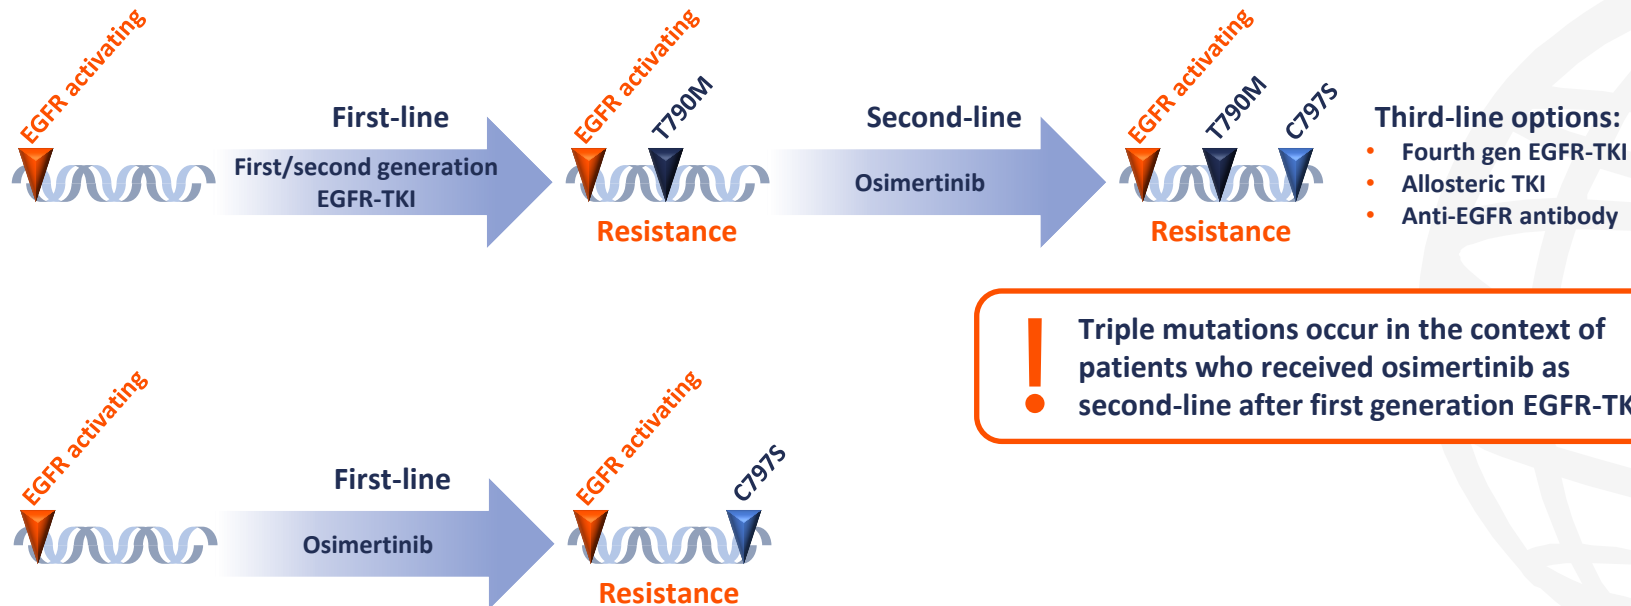 EGFR activating
First-line
First/second generation
EGFR-TKI
EGFR activating
T790M
Resistance
Second-line
Osimertinib
EGFR activating
T790M
C797S
Resistance
Third-line options:
• Fourth gen EGFR-TKI
• Allosteric TKI
• Anti-EGFR antibody
!
Triple mutations occur in the context of
patients who received osimertinib as
second-line after first generation EGFR-TK
EGFR activating
First-line
Osimertinib
EGFR activating
C797S
Resistance